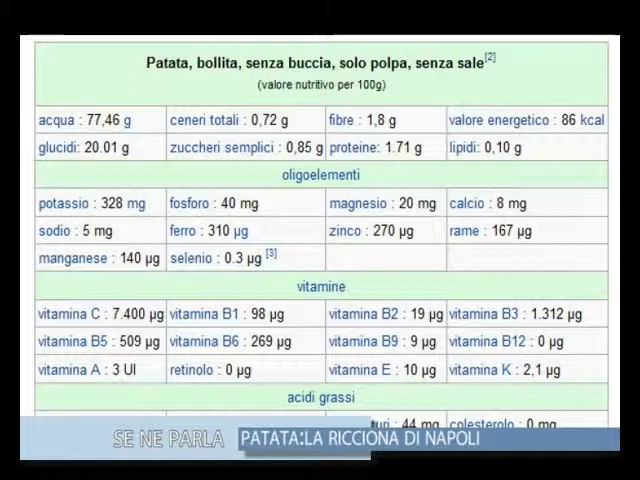 Patata, bollita, senza buccia, solo polpa, senza sale[2]
(valore nutritivo per 100g)
acqua : 77,46 g ceneri totali : 0,72 g fibre : 1,8 g valore energetico : 86 kcal
glucidi: 20.01 g zuccheri semplici : 0,85 g proteine: 1.71 g lipidi: 0,10 g
oligoelementi
potassio : 328 mg fosforo : 40 mg magnesio : 20 mg calcio : 8 mg
sodio : 5 mg ferro : 310 µg zinco : 270 µg rame : 167 µg
manganese : 140 µg selenio : 0.3 µg [3]
vitamine
vitamina C : 7.400 µg vitamina B1 : 98 µg vitamina B2 : 19 µg vitamina B3 : 1.312 µg
vitamina B5 : 509 µg vitamina B6 : 269 µg vitamina B9 : 9 µg vitamina B12 : 0 µg
vitamina A : 3 UI retinolo : 0 µg vitamina E : 10 µg vitamina K : 2,1 µg
acidi grassi
44 mg colesterolo : 0 mg
SE NE PARLA PATATA:LA RICCIONA DI NAPOLI